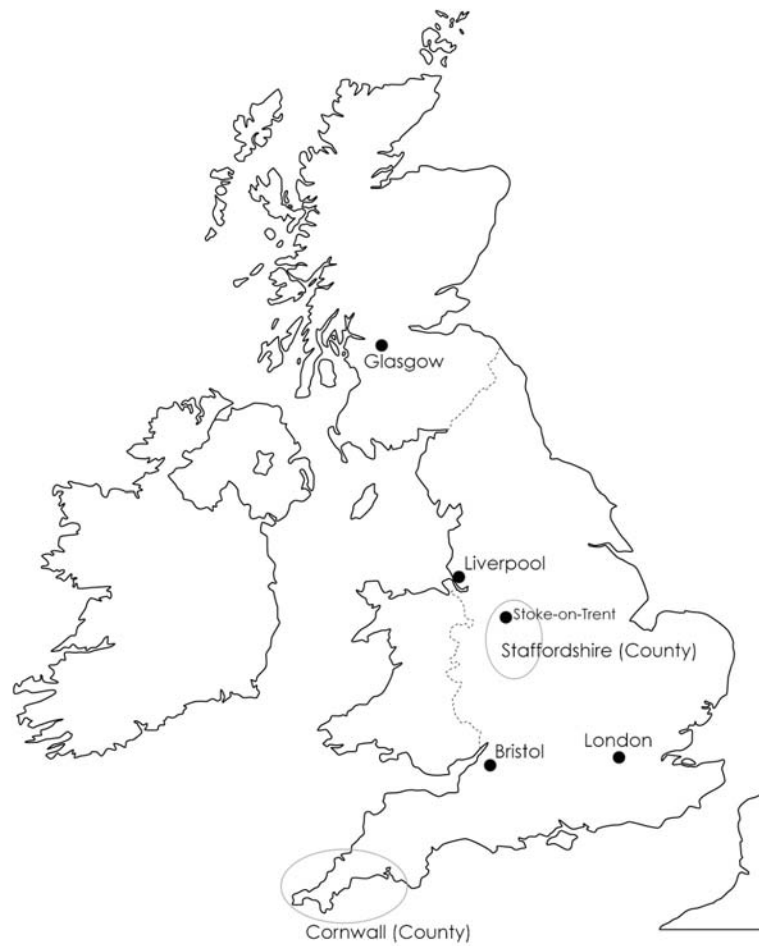 Glasgow
Liverpool
Stoke-on-Trent
Staffordshire (County)
Bristol
London
Cornwall (County)